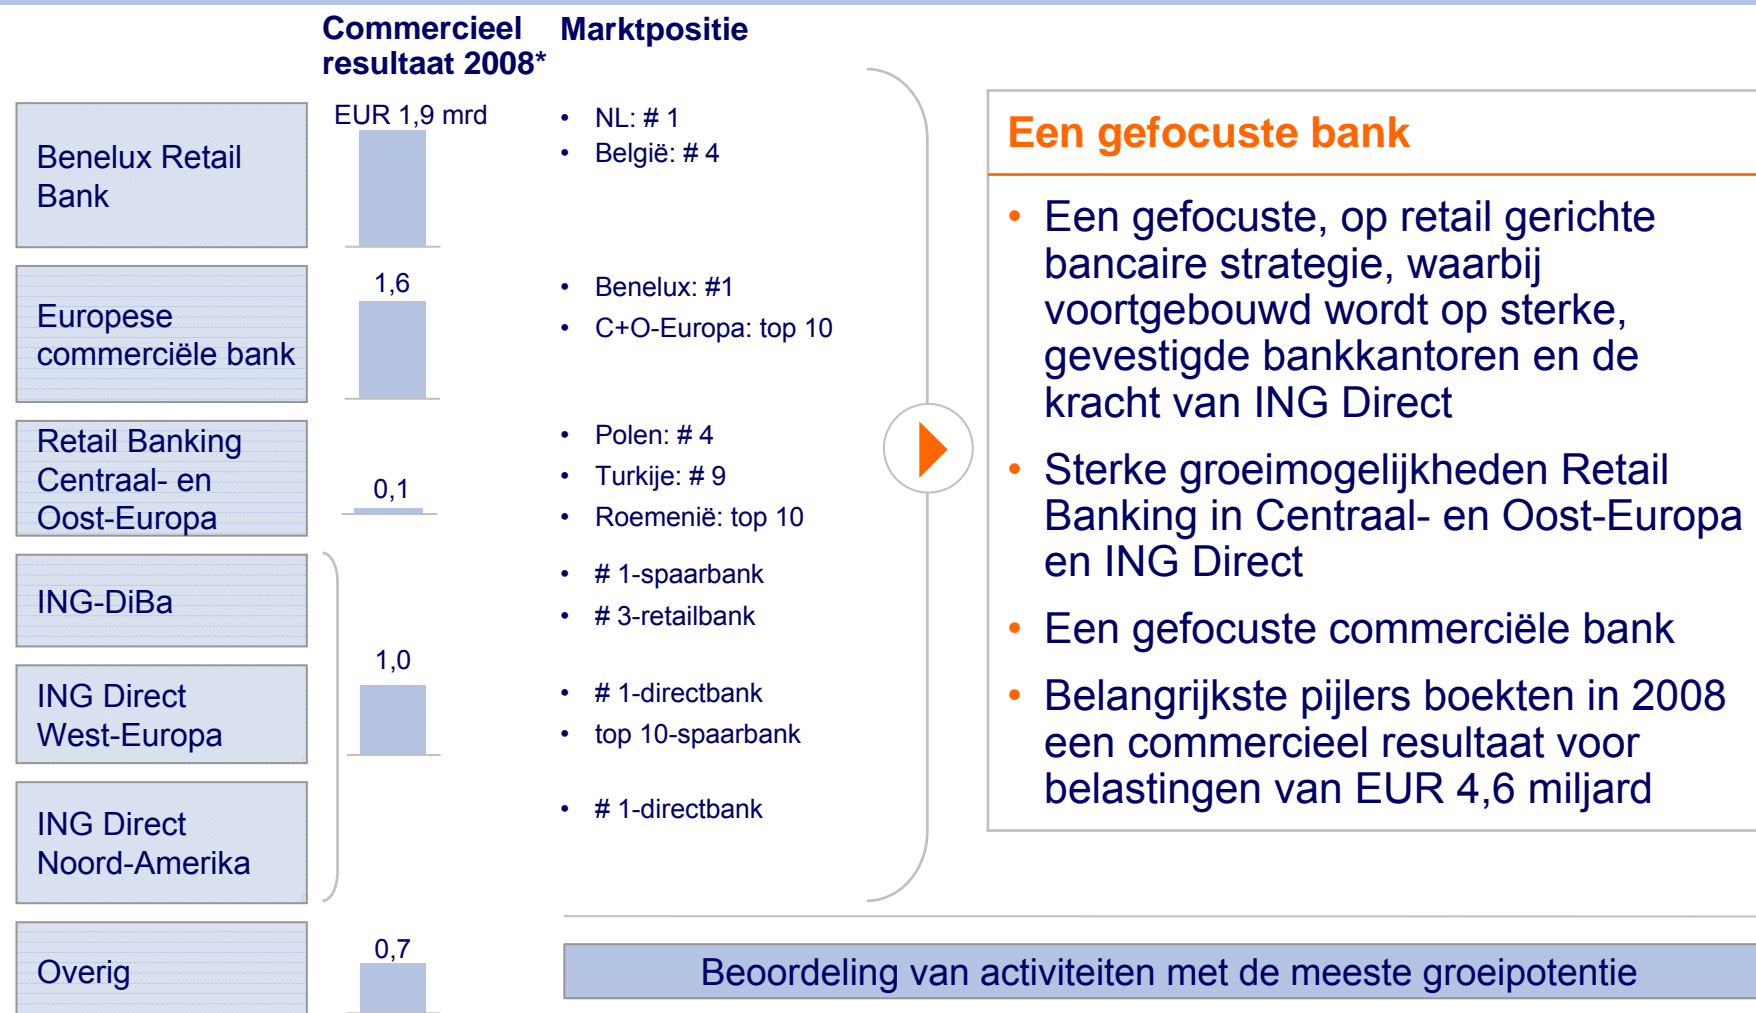 Commercieel
resultaat 2008*
Marktpositie
Benelux Retail
Bank
EUR 1,9 mrd
• NL: # 1
• België: # 4
Europese
commerciële bank
1,6
• Benelux: #1
• C+O-Europa: top 10
Retail Banking
Centraal- en
Oost-Europa
0,1
• Polen: # 4
• Turkije: # 9
• Roemenië: top 10
ING-DiBa
• # 1-spaarbank
• # 3-retailbank
1,0
ING Direct
West-Europa
• # 1-directbank
• top 10-spaarbank
ING Direct
Noord-Amerika
• # 1-directbank
Overig
0,7
Een gefocuste bank
• Een gefocuste, op retail gerichte
bancaire strategie, waarbij
voortgebouwd wordt op sterke,
gevestigde bankkantoren en de
kracht van ING Direct
• Sterke groeimogelijkheden Retail
Banking in Centraal- en Oost-Europa
en ING Direct
• Een gefocuste commerciële bank
• Belangrijkste pijlers boekten in 2008
een commercieel resultaat voor
belastingen van EUR 4,6 miljard
Beoordeling van activiteiten met de meeste groeipotentie